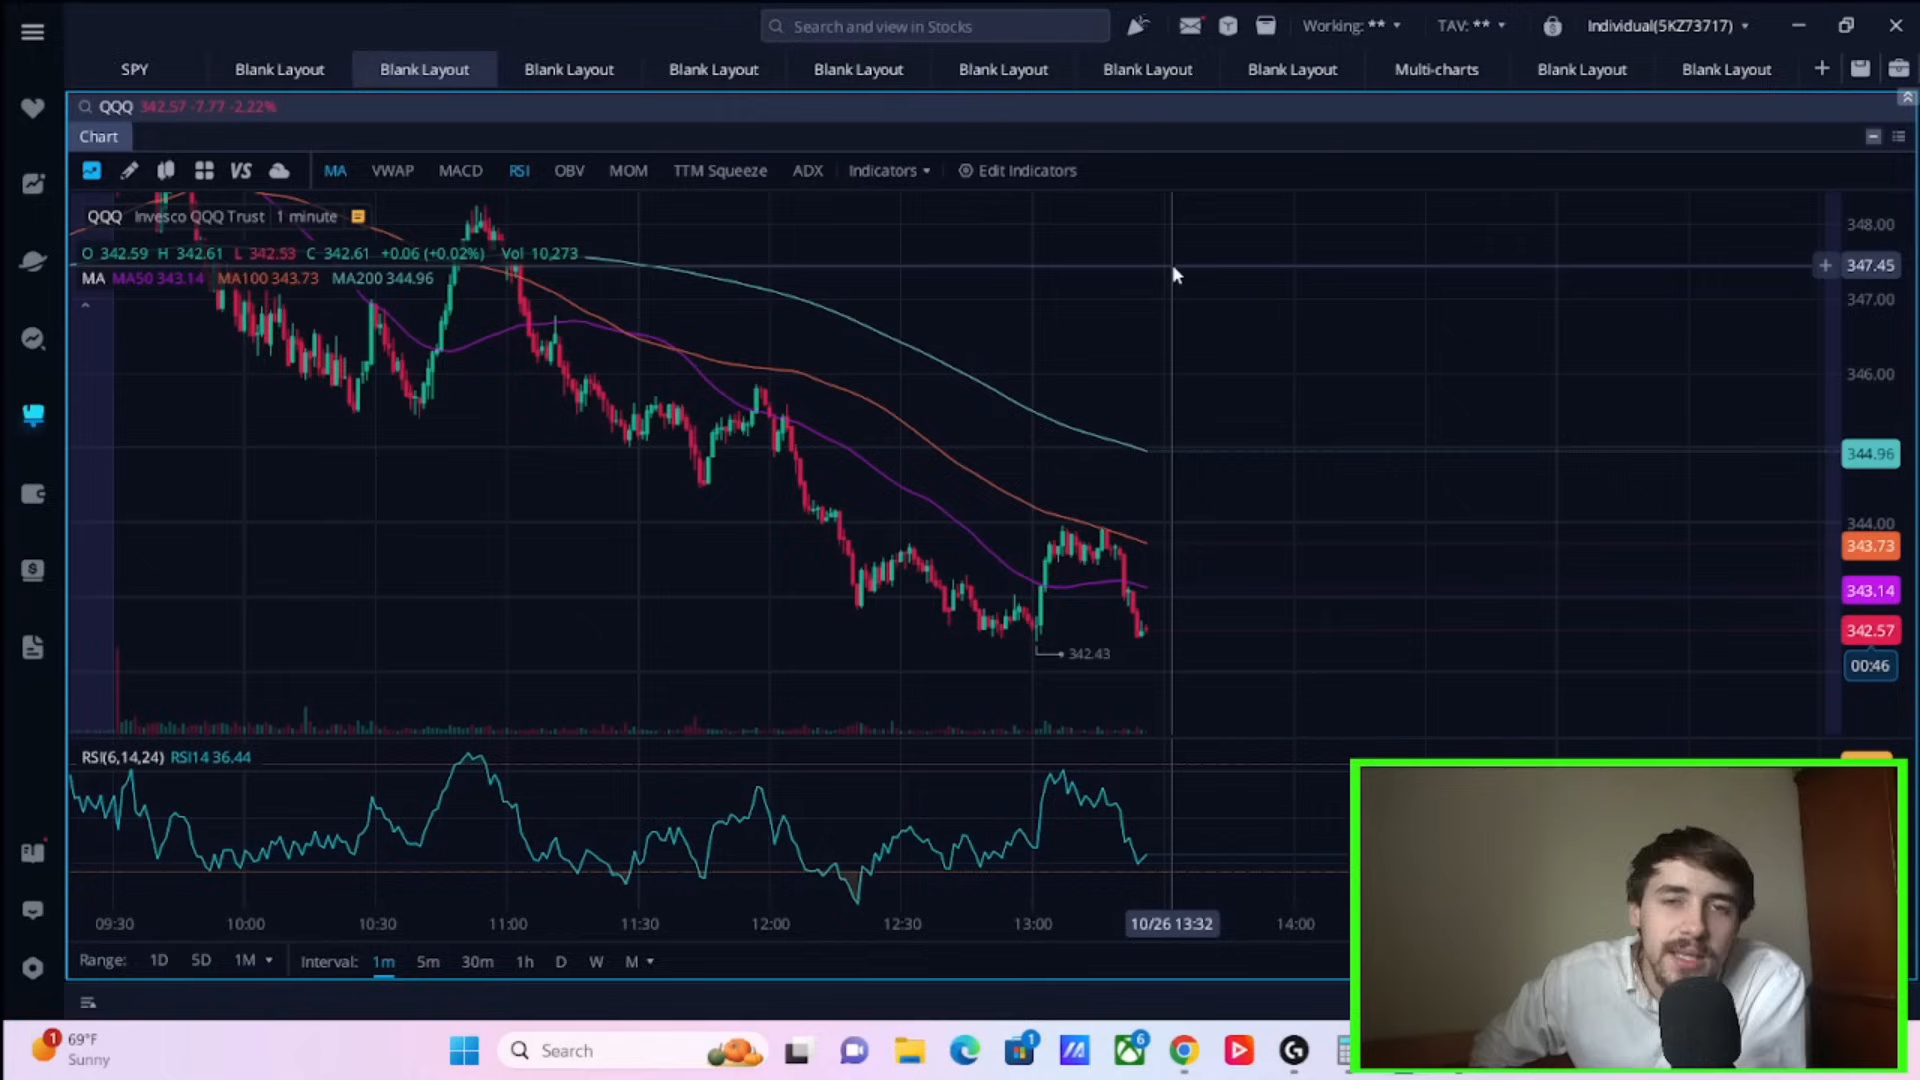 Search and view in Stocks
Working: ** TAV: ** Individual(5KZ73717)
SPY Blank Layout Blank Layout Blank Layout Blank Layout Blank Layout Blank Layout Blank Layout Blank Layout Multi-charts Blank Layout Blank Layout
QQQ 342.57 -7.77 -2.22%
Chart
VS MA VWAP MACD RSI OBV MOM TTM Squeeze ADX Indicators Edit Indicators
QQQ Invesco QQQ Trust 1 minute
O 342.59 H 342.61 L 342.53 C 342.61 +0.06 (+0.02%) Vol 10,273
MA MA50 343.14 MA100 343.73 MA200 344.96
348.00
347.45
347.00
346.00
344.96
344.00
343.73
343.14
342.57
342.43
00:46
RSI(6,14,24) RSI14 36.44
09:30 10:00 10:30 11:00 11:30 12:00 12:30 13:00 10/26 13:32 14:00
Range: 1D 5D 1M Interval: 1m 5m 30m 1h D W M
1
69°F
Sunny
Search
1
6